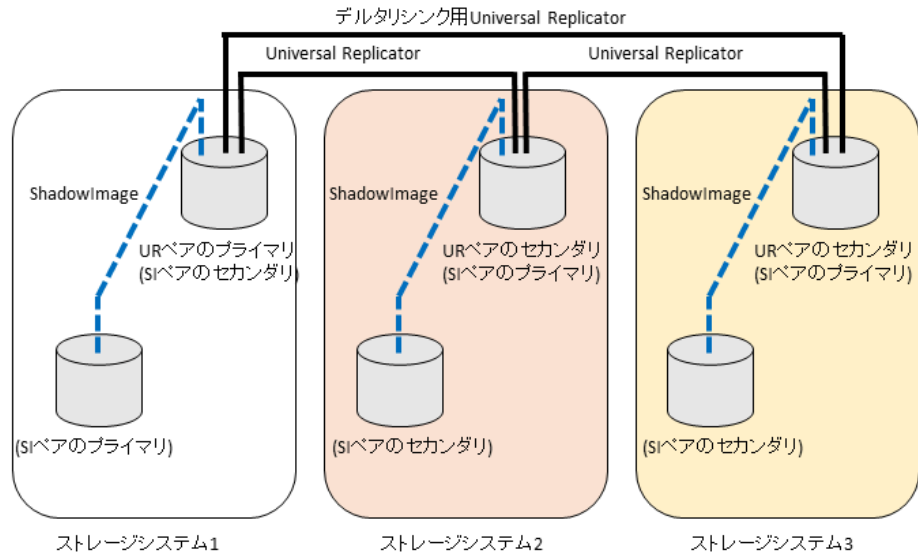 デルタリシンク用Universal Replicator
Universal Replicator
Universal Replicator
ShadowImage
ShadowImage
ShadowImage
URペアのプライマリ
(SIペアのセカンダリ)
URペアのセカンダリ
(SIペアのプライマリ)
URペアのセカンダリ
(SIペアのプライマリ)
(SIペアのプライマリ)
(SIペアのセカンダリ)
(SIペアのセカンダリ)
ストレージシステム1
ストレージシステム2
ストレージシステム3